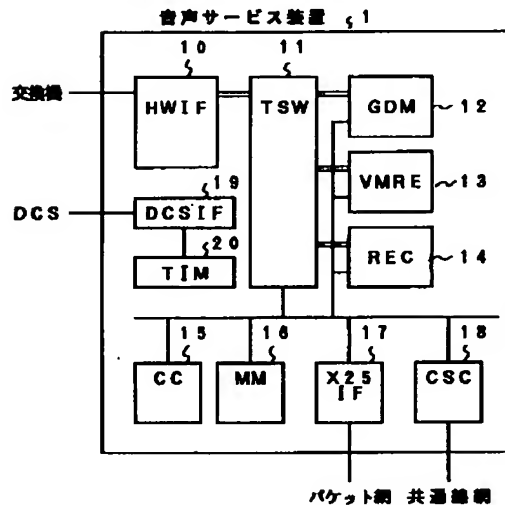 音声サービス装置 1
10 11
交換機 HWIF TSW GDM 12
VMRE 13
19
DCS DCSIF
20
TIM REC 14
15 16 17 18
CC MM X25 IF CSC
パケット網 共通線網